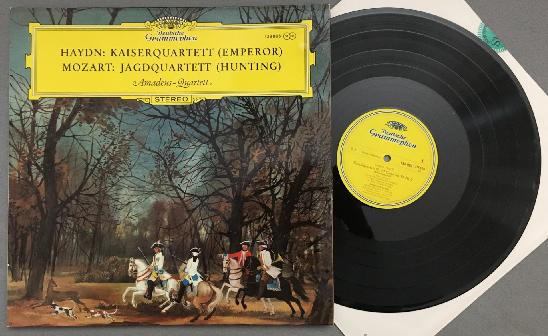 Deutsche
Grammophon
HAYDN: KAISERQUARTETT (EMPEROR)
MOZART: JAGDQUARTETT (HUNTING)
Amadeus-Quartett
STEREO
Deutsche
Grammophon